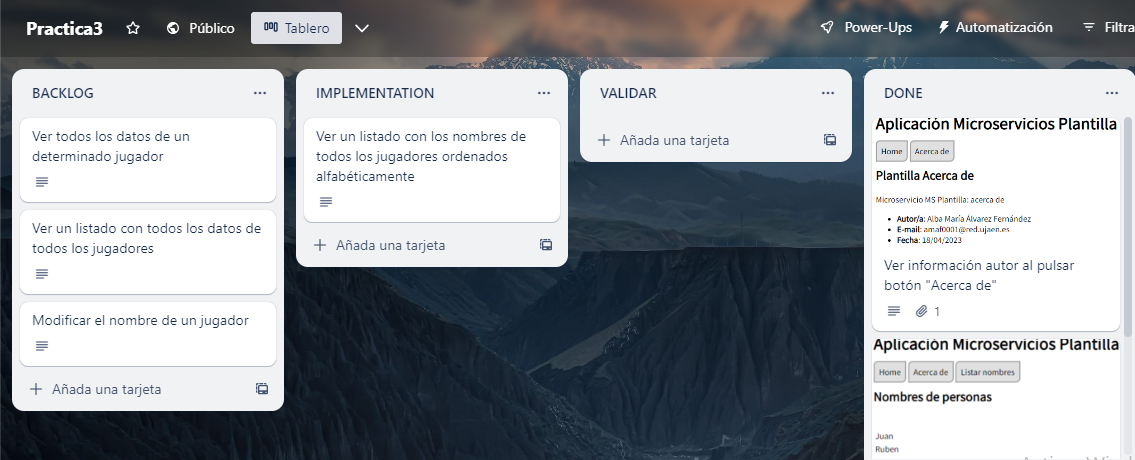 Practica3
Público
Tablero
Power-Ups
Automatización
Filtra
BACKLOG
Ver todos los datos de un
determinado jugador
Ver un listado con todos los datos de
todos los jugadores
Modificar el nombre de un jugador
Añada una tarjeta
IMPLEMENTATION
Ver un listado con los nombres de
todos los jugadores ordenados
alfabéticamente
Añada una tarjeta
VALIDAR
Añada una tarjeta
DONE
Aplicación Microservicios Plantilla
Home
Acerca de
Plantilla Acerca de
Microservicio MS Plantilla: acerca de
• Autor/a: Alba María Álvarez Fernández
• E-mail: amaf0001@red.ujaen.es
• Fecha: 18/04/2023
Ver información autor al pulsar
botón "Acerca de"
1
Aplicación Microservicios Plantilla
Home
Acerca de
Listar nombres
Nombres de personas
Juan
Ruben